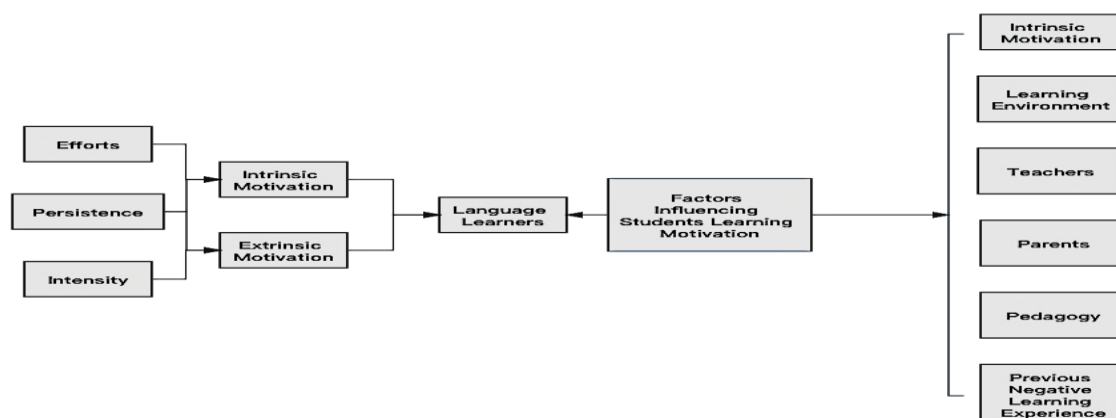 Efforts
Persistence
Intensity
Intrinsic
Motivation
Extrinsic
Motivation
Language
Learners
Factors
Influencing
Students Learning
Motivation
Intrinsic
Motivation
Learning
Environment
Teachers
Parents
Pedagogy
Previous
Negative
Learning
Experience